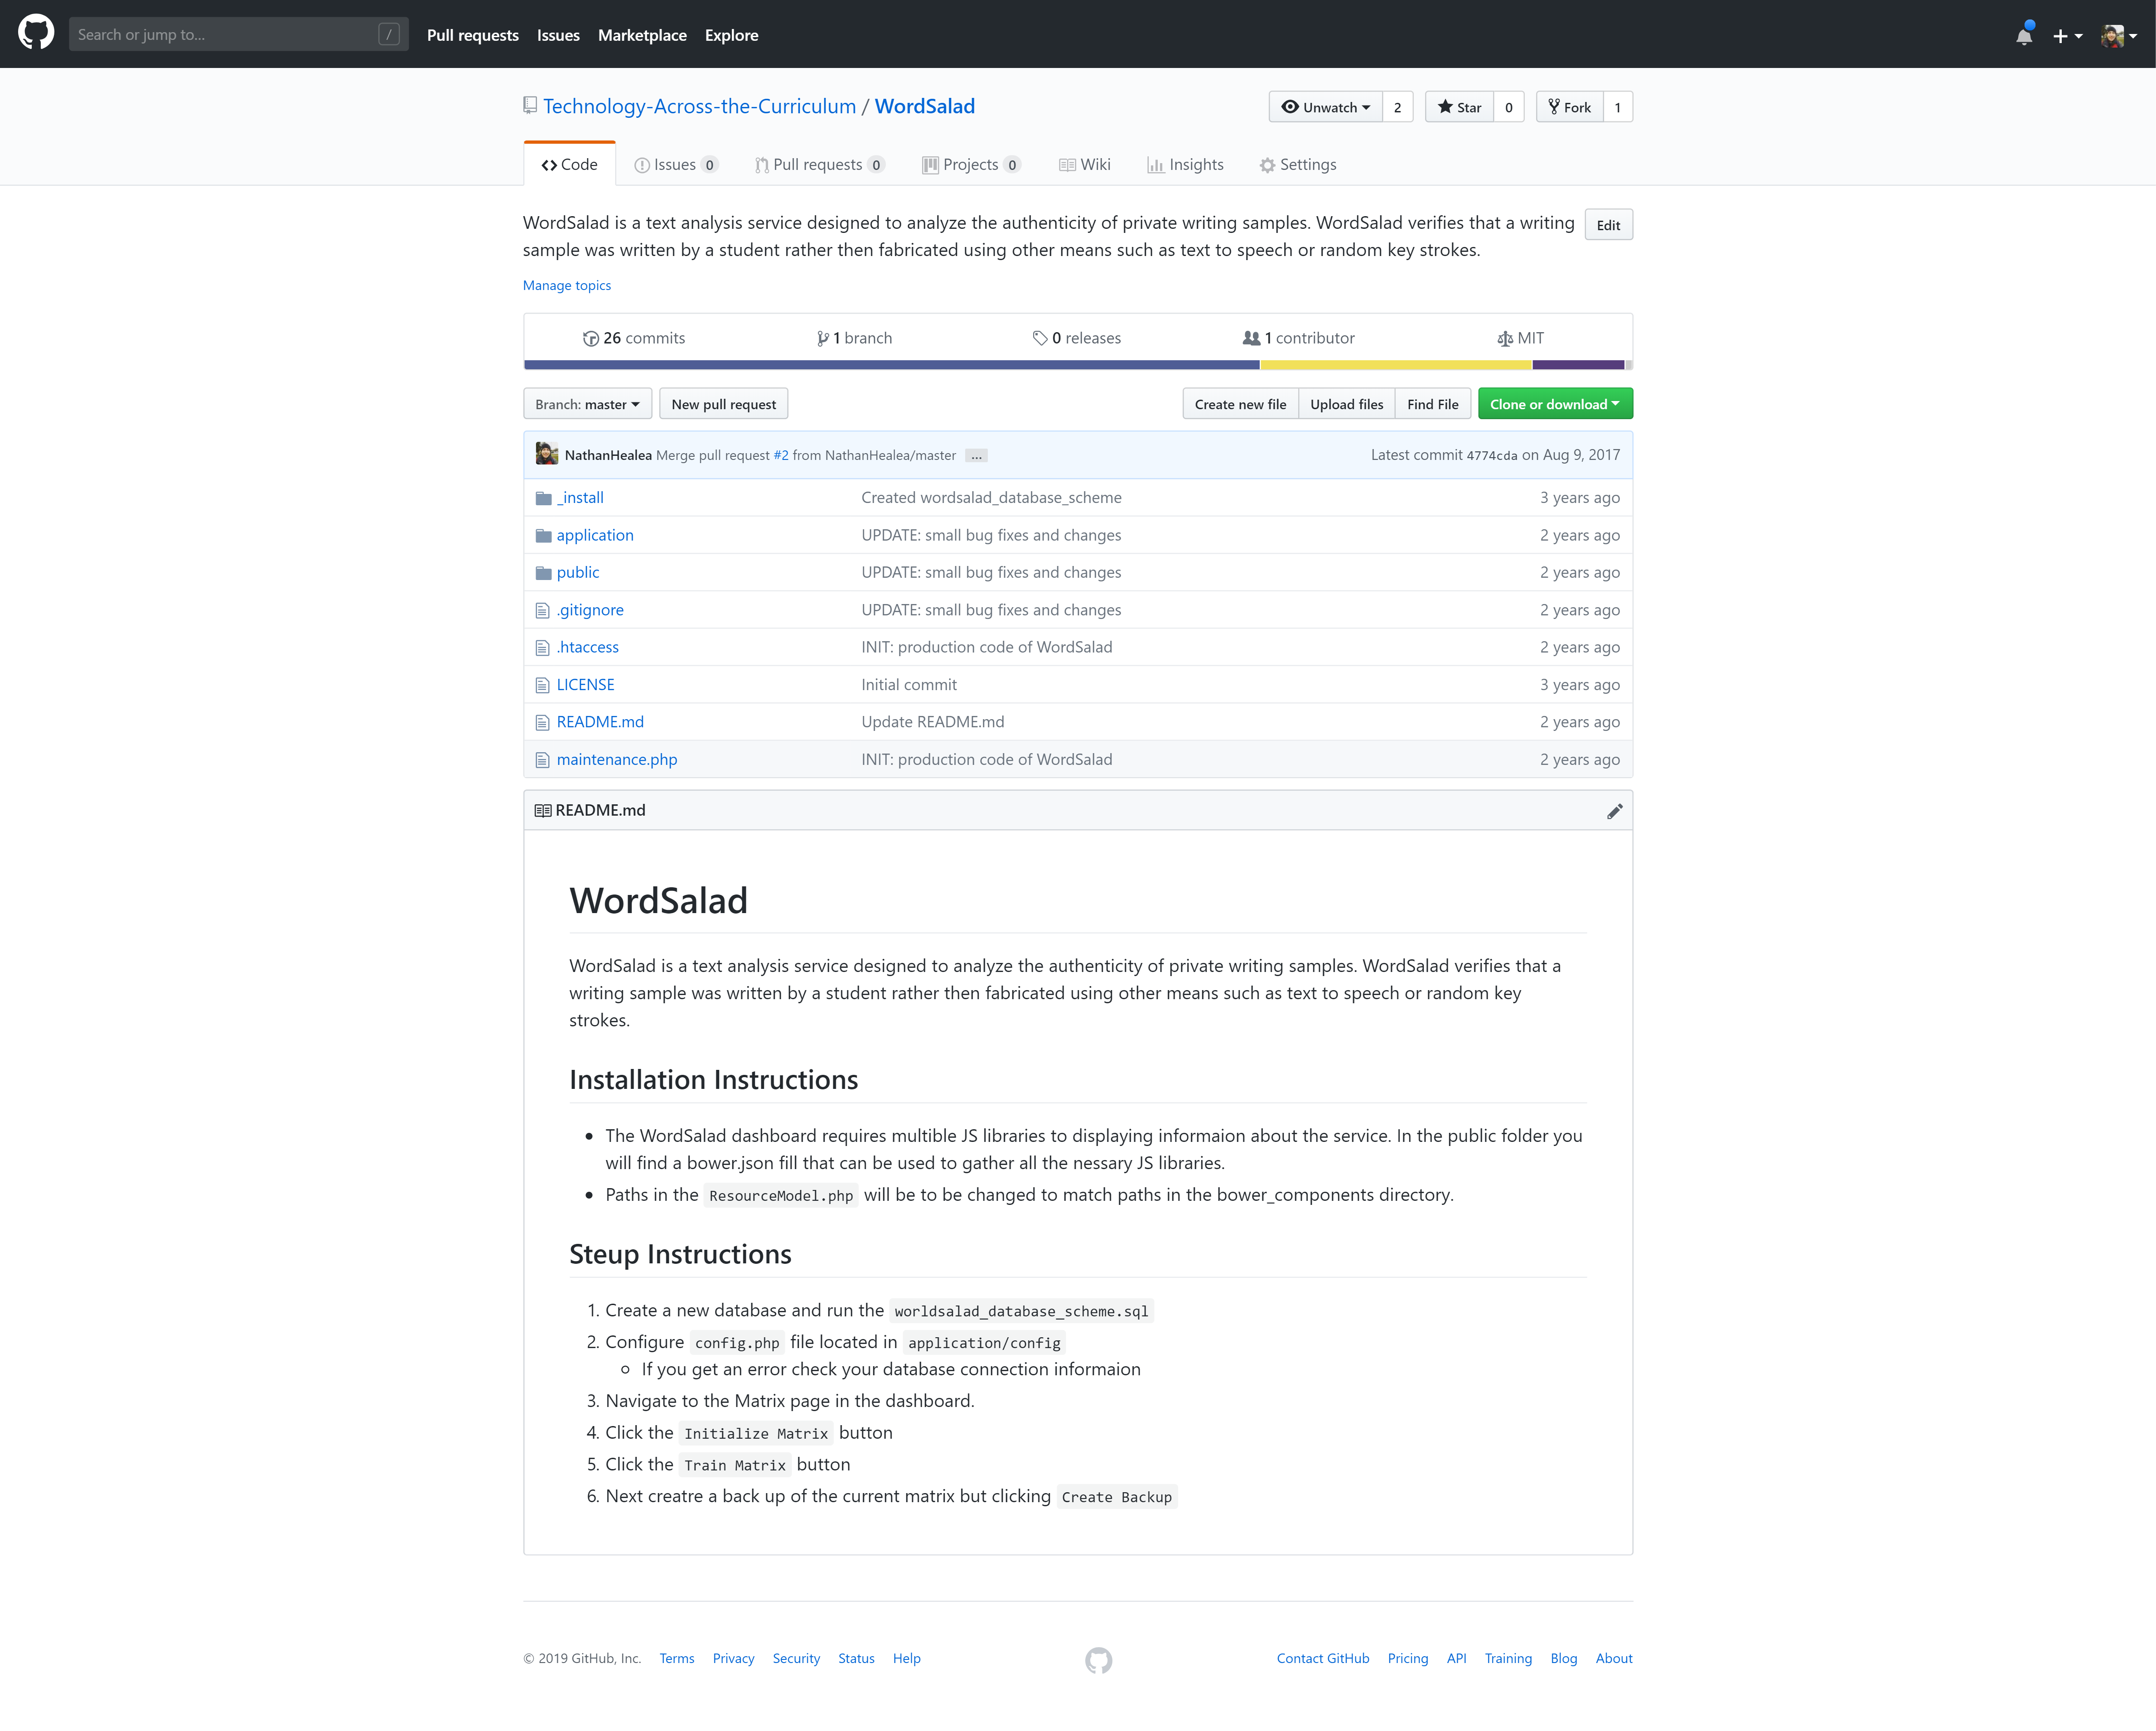 Search or jump to... /
Pull requests Issues Marketplace Explore
Technology-Across-the-Curriculum / WordSalad
Unwatch 2 Star 0 Fork 1
Code Issues 0 Pull requests 0 Projects 0 Wiki Insights Settings
WordSalad is a text analysis service designed to analyze the authenticity of private writing samples. WordSalad verifies that a writing
sample was written by a student rather then fabricated using other means such as text to speech or random key strokes.
Edit
Manage topics
26 commits 1 branch 0 releases 1 contributor MIT
Branch: master New pull request Create new file Upload files Find File Clone or download
NathanHealea Merge pull request #2 from NathanHealea/master ... Latest commit 4774cda on Aug 9, 2017
_install Created wordsalad_database_scheme 3 years ago
application UPDATE: small bug fixes and changes 2 years ago
public UPDATE: small bug fixes and changes 2 years ago
.gitignore UPDATE: small bug fixes and changes 2 years ago
.htaccess INIT: production code of WordSalad 2 years ago
LICENSE Initial commit 3 years ago
README.md Update README.md 2 years ago
maintenance.php INIT: production code of WordSalad 2 years ago
README.md
WordSalad
WordSalad is a text analysis service designed to analyze the authenticity of private writing samples. WordSalad verifies that a
writing sample was written by a student rather then fabricated using other means such as text to speech or random key
strokes.
Installation Instructions
• The WordSalad dashboard requires multible JS libraries to displaying informaion about the service. In the public folder you
will find a bower.json fill that can be used to gather all the nessary JS libraries.
• Paths in the ResourceModel.php will be to be changed to match paths in the bower_components directory.
Steup Instructions
1. Create a new database and run the worldsalad_database_scheme.sql
2. Configure config.php file located in application/config
○ If you get an error check your database connection informaion
3. Navigate to the Matrix page in the dashboard.
4. Click the Initialize Matrix button
5. Click the Train Matrix button
6. Next creatre a back up of the current matrix but clicking Create Backup
© 2019 GitHub, Inc. Terms Privacy Security Status Help Contact GitHub Pricing API Training Blog About